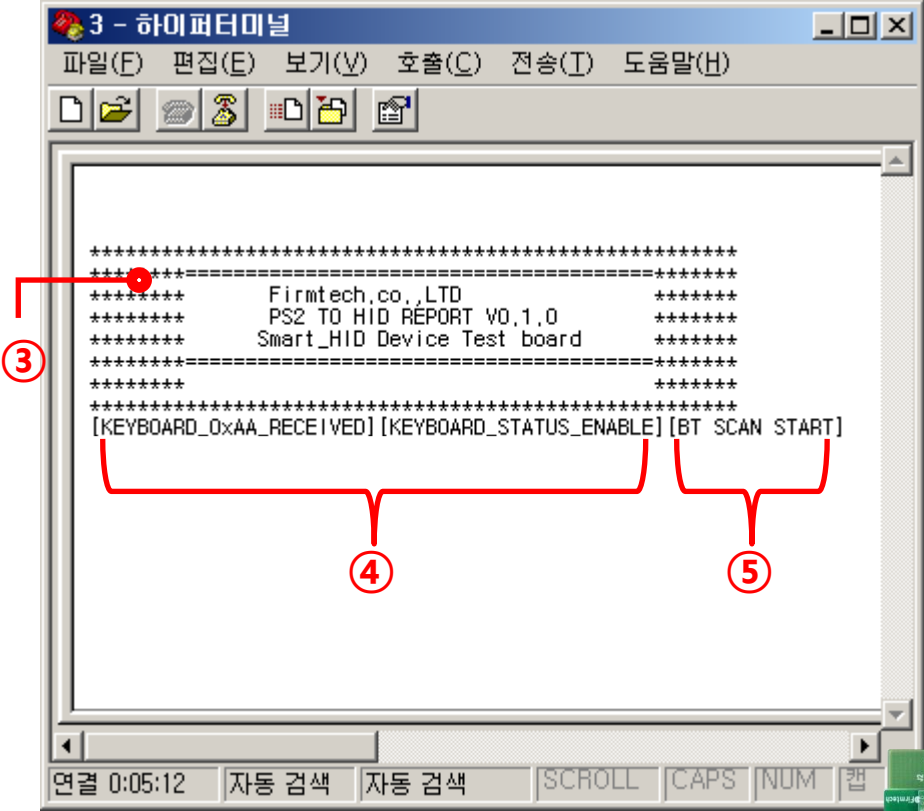 3 - 하이퍼터미널
파일(F) 편집(E) 보기(V) 호출(C) 전송(T) 도움말(H)
+++++++++++++++++++++++++++++++++++++++++++++++++++++
++++++++=======================================+++++++
++++++++ Firmtech.co.,LTD +++++++
++++++++ PS2 TO HID REPORT V0.1.0 +++++++
++++++++ Smart_HID Device Test board +++++++
++++++++=======================================+++++++
++++++++ +++++++
+++++++++++++++++++++++++++++++++++++++++++++++++++++
[KEYBOARD_0xAA_RECEIVED][KEYBOARD_STATUS_ENABLE][BT SCAN START]
③
④ ⑤
연결 0:05:12 자동 검색 자동 검색 SCROLL CAPS NUM 캡